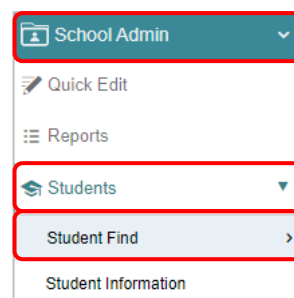 School Admin
Quick Edit
Reports
Students
Student Find
Student Information